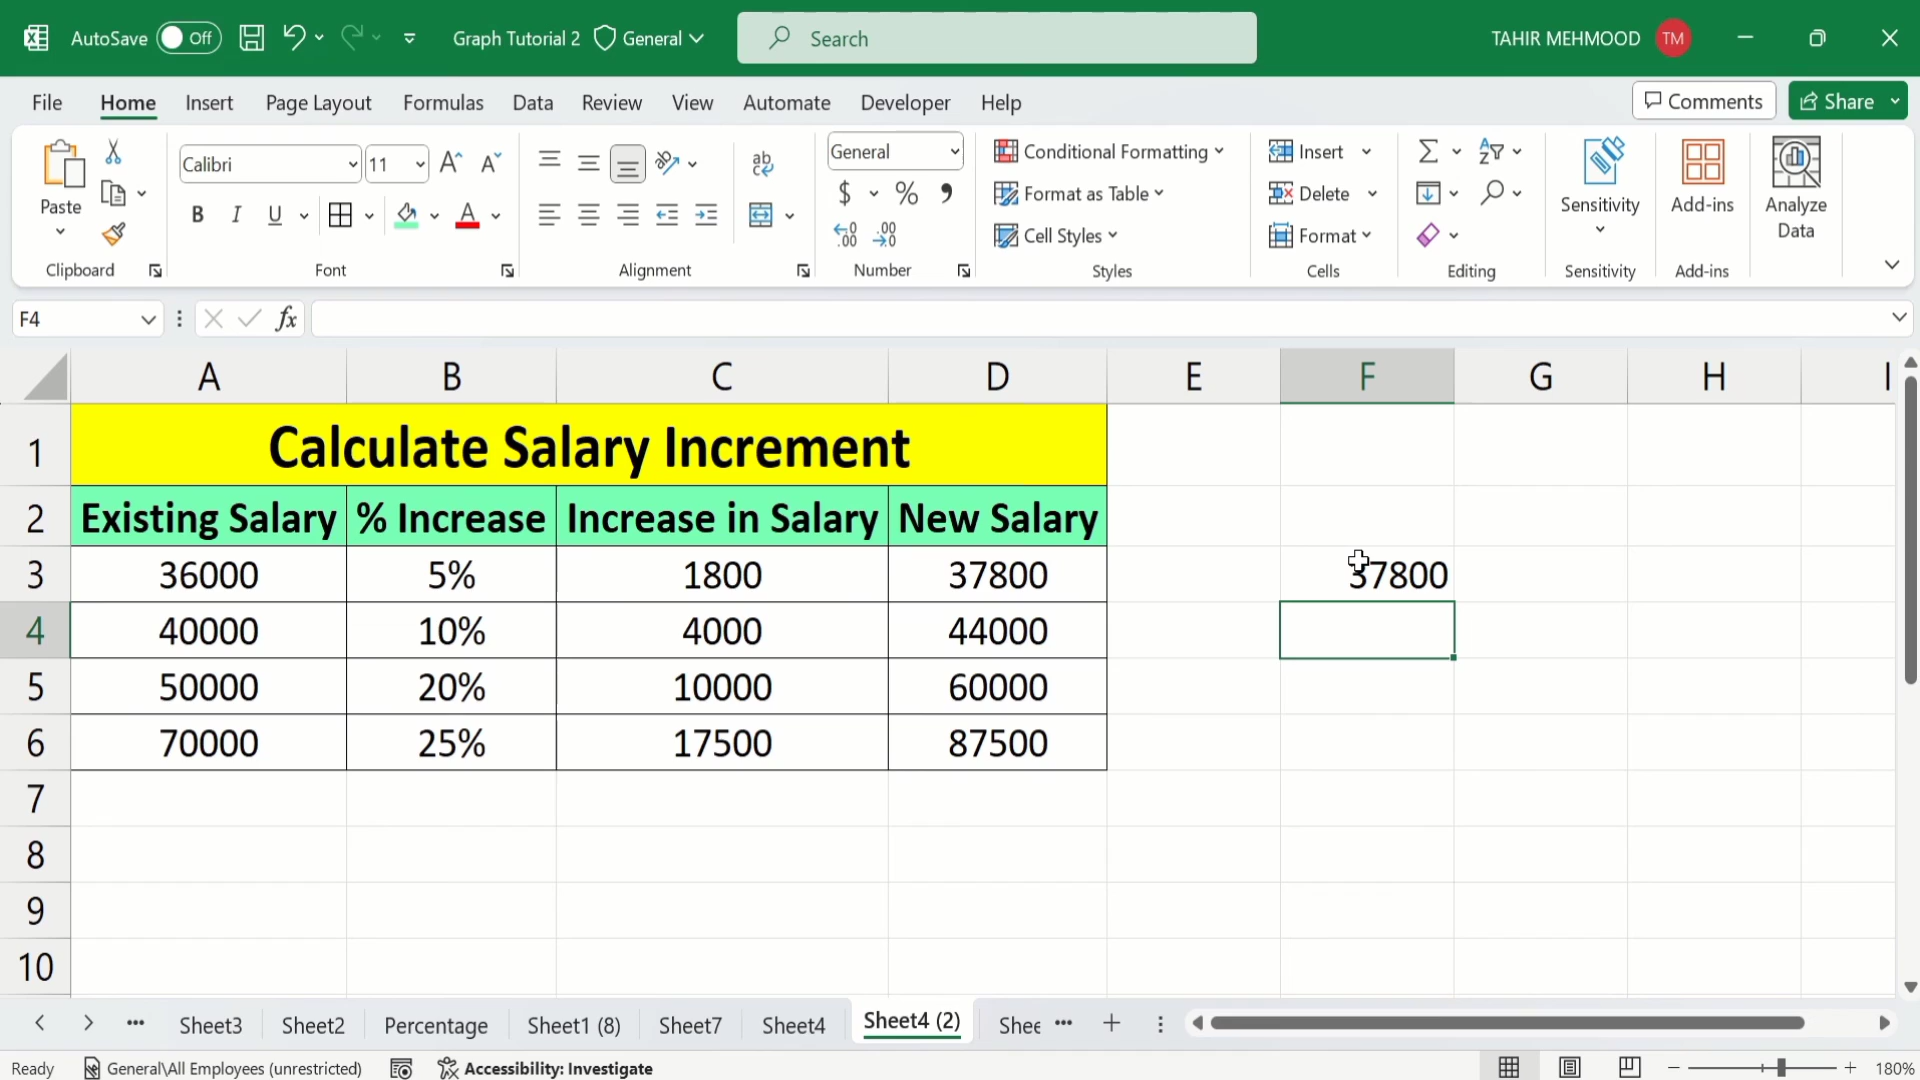 AutoSave Off Graph Tutorial 2 General Search TAHIR MEHMOOD TM
File Home Insert Page Layout Formulas Data Review View Automate Developer Help Comments Share
Paste
Clipboard
Calibri 11
B I U A
Font
ab
Alignment
General
$ % ,
Number
Conditional Formatting
Format as Table
Cell Styles
Styles
Insert
Delete
Format
Cells
Editing
Sensitivity
Sensitivity
Add-ins
Add-ins
Analyze
Data
F4 fx
A B C D E F G H I
1 Calculate Salary Increment
2 Existing Salary % Increase Increase in Salary New Salary
3 36000 5% 1800 37800 37800
4 40000 10% 4000 44000
5 50000 20% 10000 60000
6 70000 25% 17500 87500
7
8
9
10
Sheet3 Sheet2 Percentage Sheet1 (8) Sheet7 Sheet4 Sheet4 (2) Shee
Ready General\All Employees (unrestricted) Accessibility: Investigate 180%